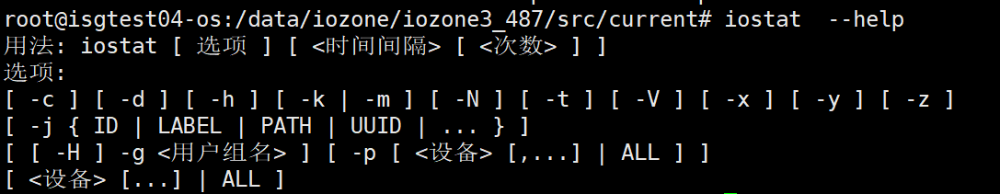 root@isgtest04-os:/data/iozone/iozone3_487/src/current# iostat  --help
用法: iostat [ 选项 ] [ <时间间隔> [ <次数> ] ]
选项:
[ -c ] [ -d ] [ -h ] [ -k | -m ] [ -N ] [ -t ] [ -V ] [ -x ] [ -y ] [ -z ]
[ -j { ID | LABEL | PATH | UUID | ... } ]
[ [ -H ] -g <用户组名> ] [ -p [ <设备> [,...] | ALL ] ]
[ <设备> [...] | ALL ]